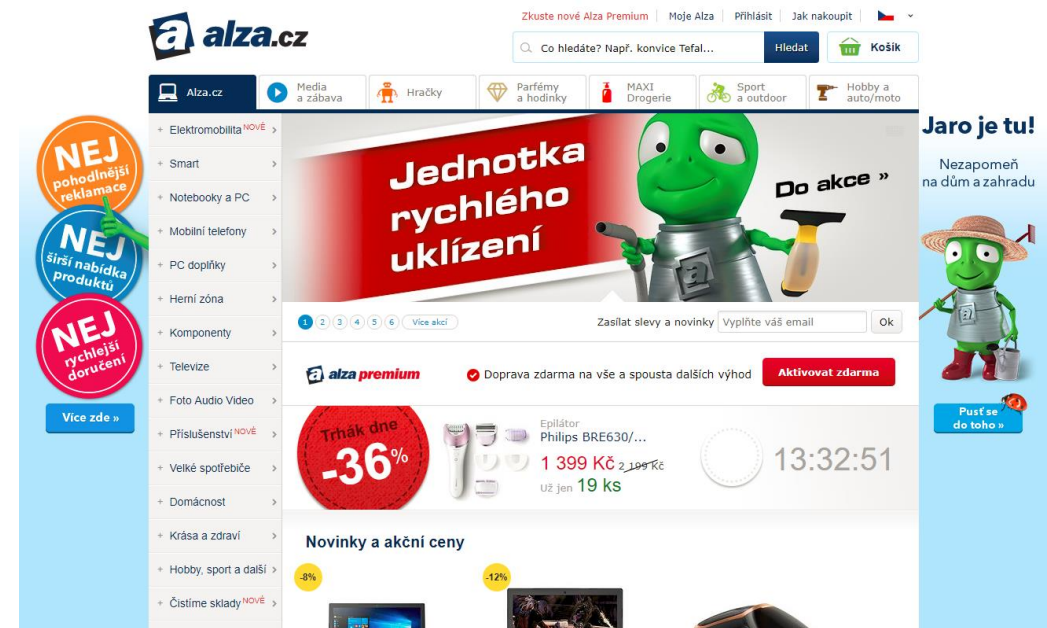 alza.cz
Zkuste nové Alza Premium
Moje Alza
Přihlásit
Jak nakoupit
Co hledáte? Např. konvice Tefal...
Hledat
Košík
Alza.cz
Media
a zábava
Hračky
Parfémy
a hodinky
MAXI
Drogerie
Sport
a outdoor
Hobby a
auto/moto
NEJ
pohodlnější
reklamace
NEJ
širší nabídka
produktů
NEJ
rychlejší
doručení
Více zde »
+ Elektromobilita NOVĚ
+ Smart
+ Notebooky a PC
+ Mobilní telefony
+ PC doplňky
+ Herní zóna
+ Komponenty
+ Televize
+ Foto Audio Video
+ Příslušenství NOVĚ
+ Velké spotřebiče
+ Domácnost
+ Krása a zdraví
+ Hobby, sport a další
+ Čistíme sklady NOVĚ
Jednotka
rychlého
uklízení
Do akce »
1 2 3 4 5 6 Více akcí
Zasílat slevy a novinky
Vyplňte váš email
Ok
alza premium
Doprava zdarma na vše a spousta dalších výhod
Aktivovat zdarma
Trhák dne
-36%
Epilátor
Philips BRE630/...
1 399 Kč 2 199 Kč
Už jen 19 ks
13:32:51
Novinky a akční ceny
-8%
-12%
Jaro je tu!
Nezapomeň
na dům a zahradu
Pusť se
do toho »